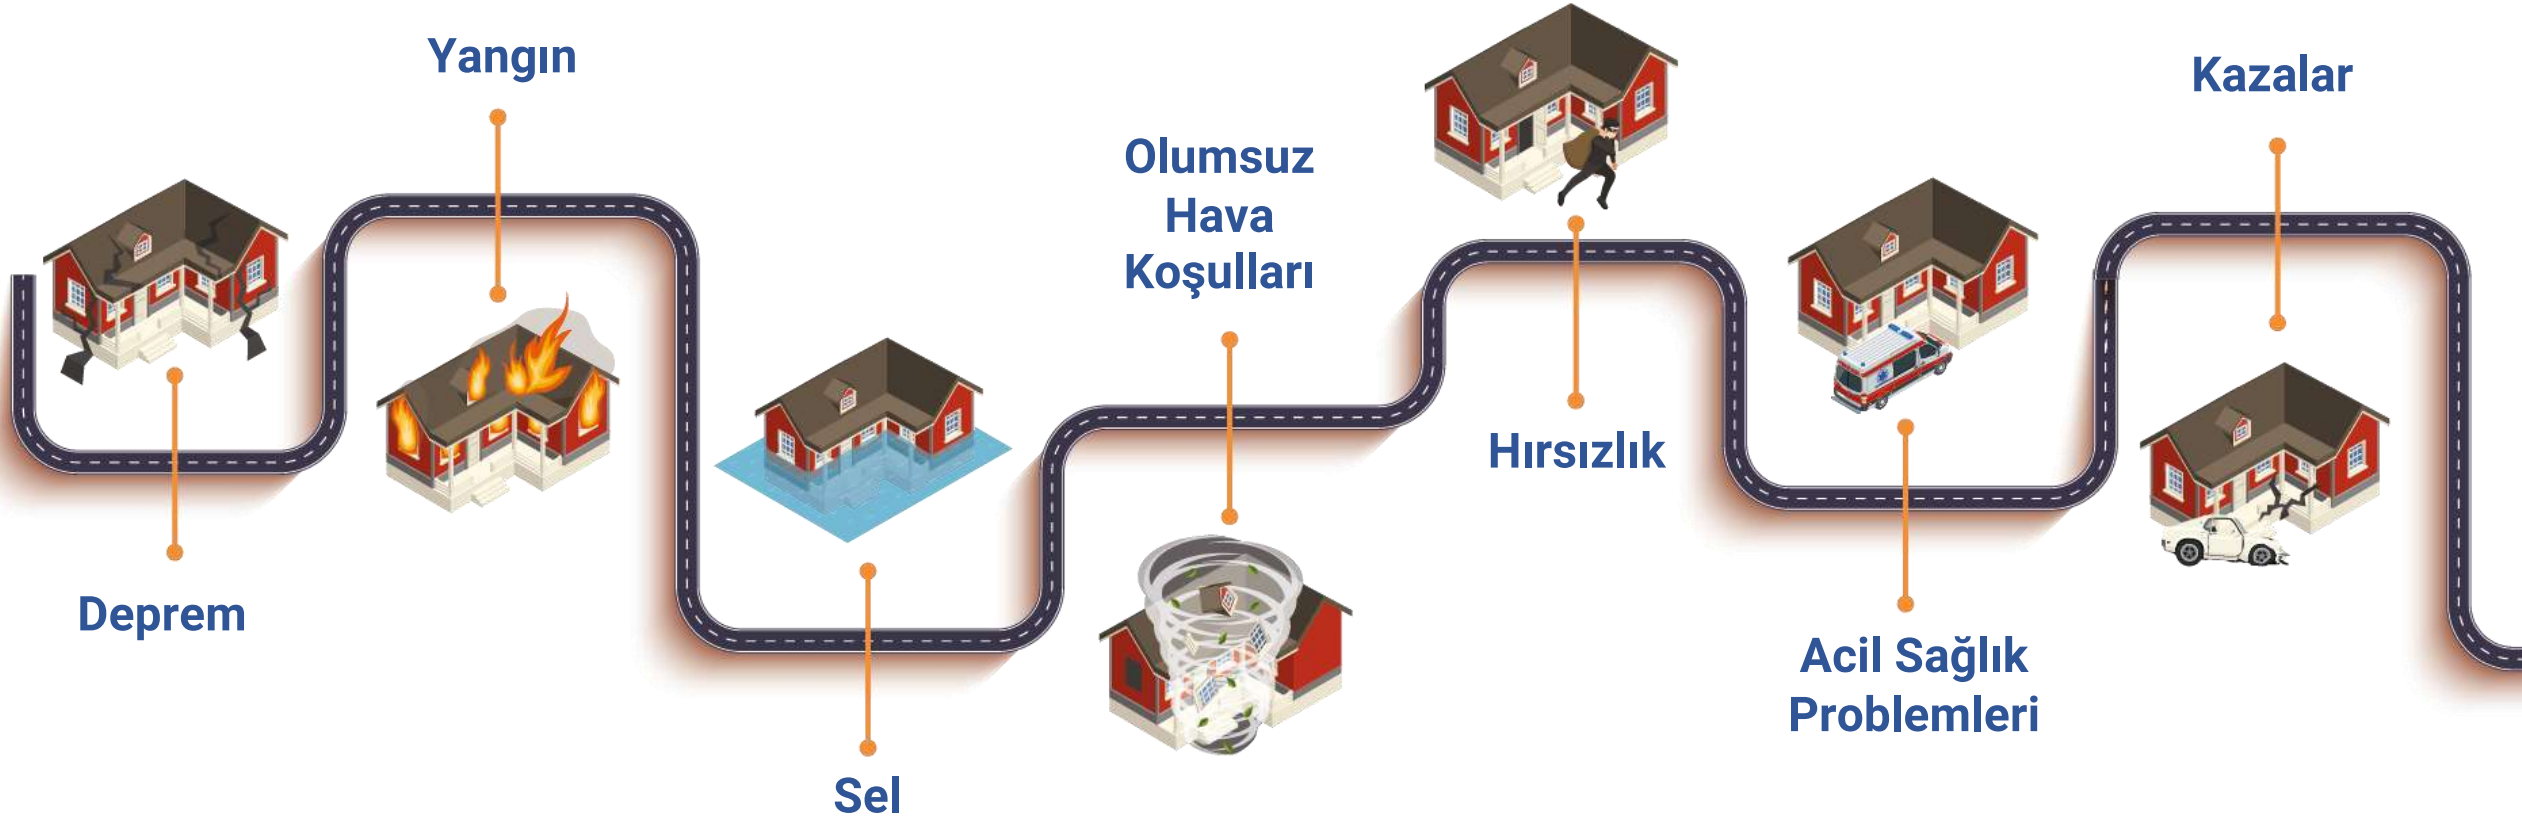 Deprem
Yangın
Sel
Olumsuz
Hava
Koşulları
Hırsızlık
Acil Sağlık
Problemleri
Kazalar